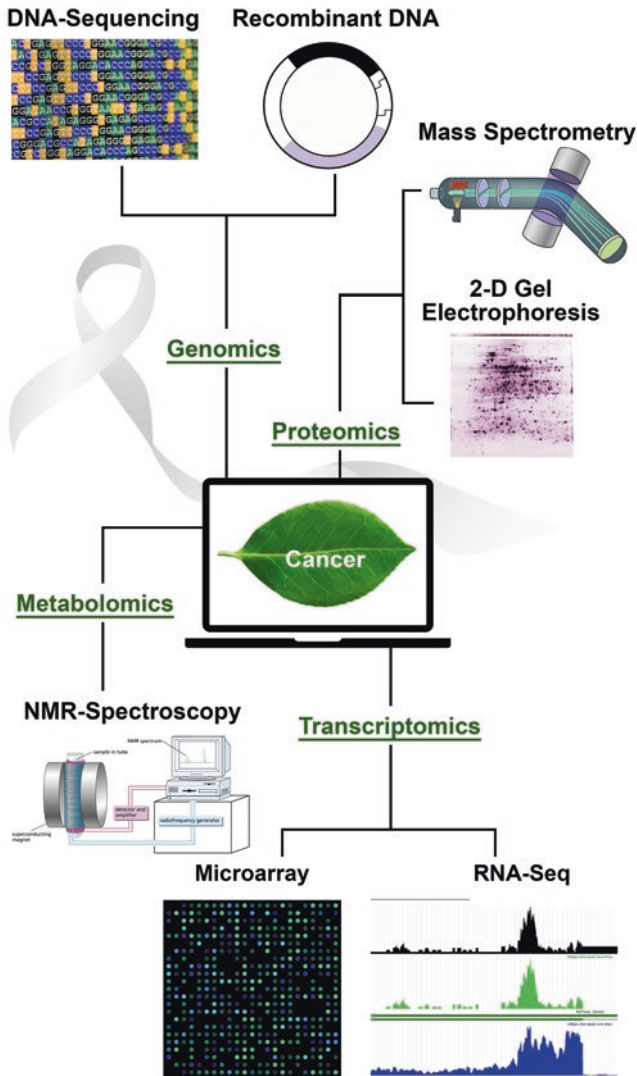 DNA-Sequencing
Recombinant DNA
Mass Spectrometry
2-D Gel
Electrophoresis
Genomics
Proteomics
Cancer
Metabolomics
NMR-Spectroscopy
NMR spectrum
sample in tube
detector and
amplifier
radiofrequency generator
superconducting
magnet
Transcriptomics
Microarray
RNA-Seq